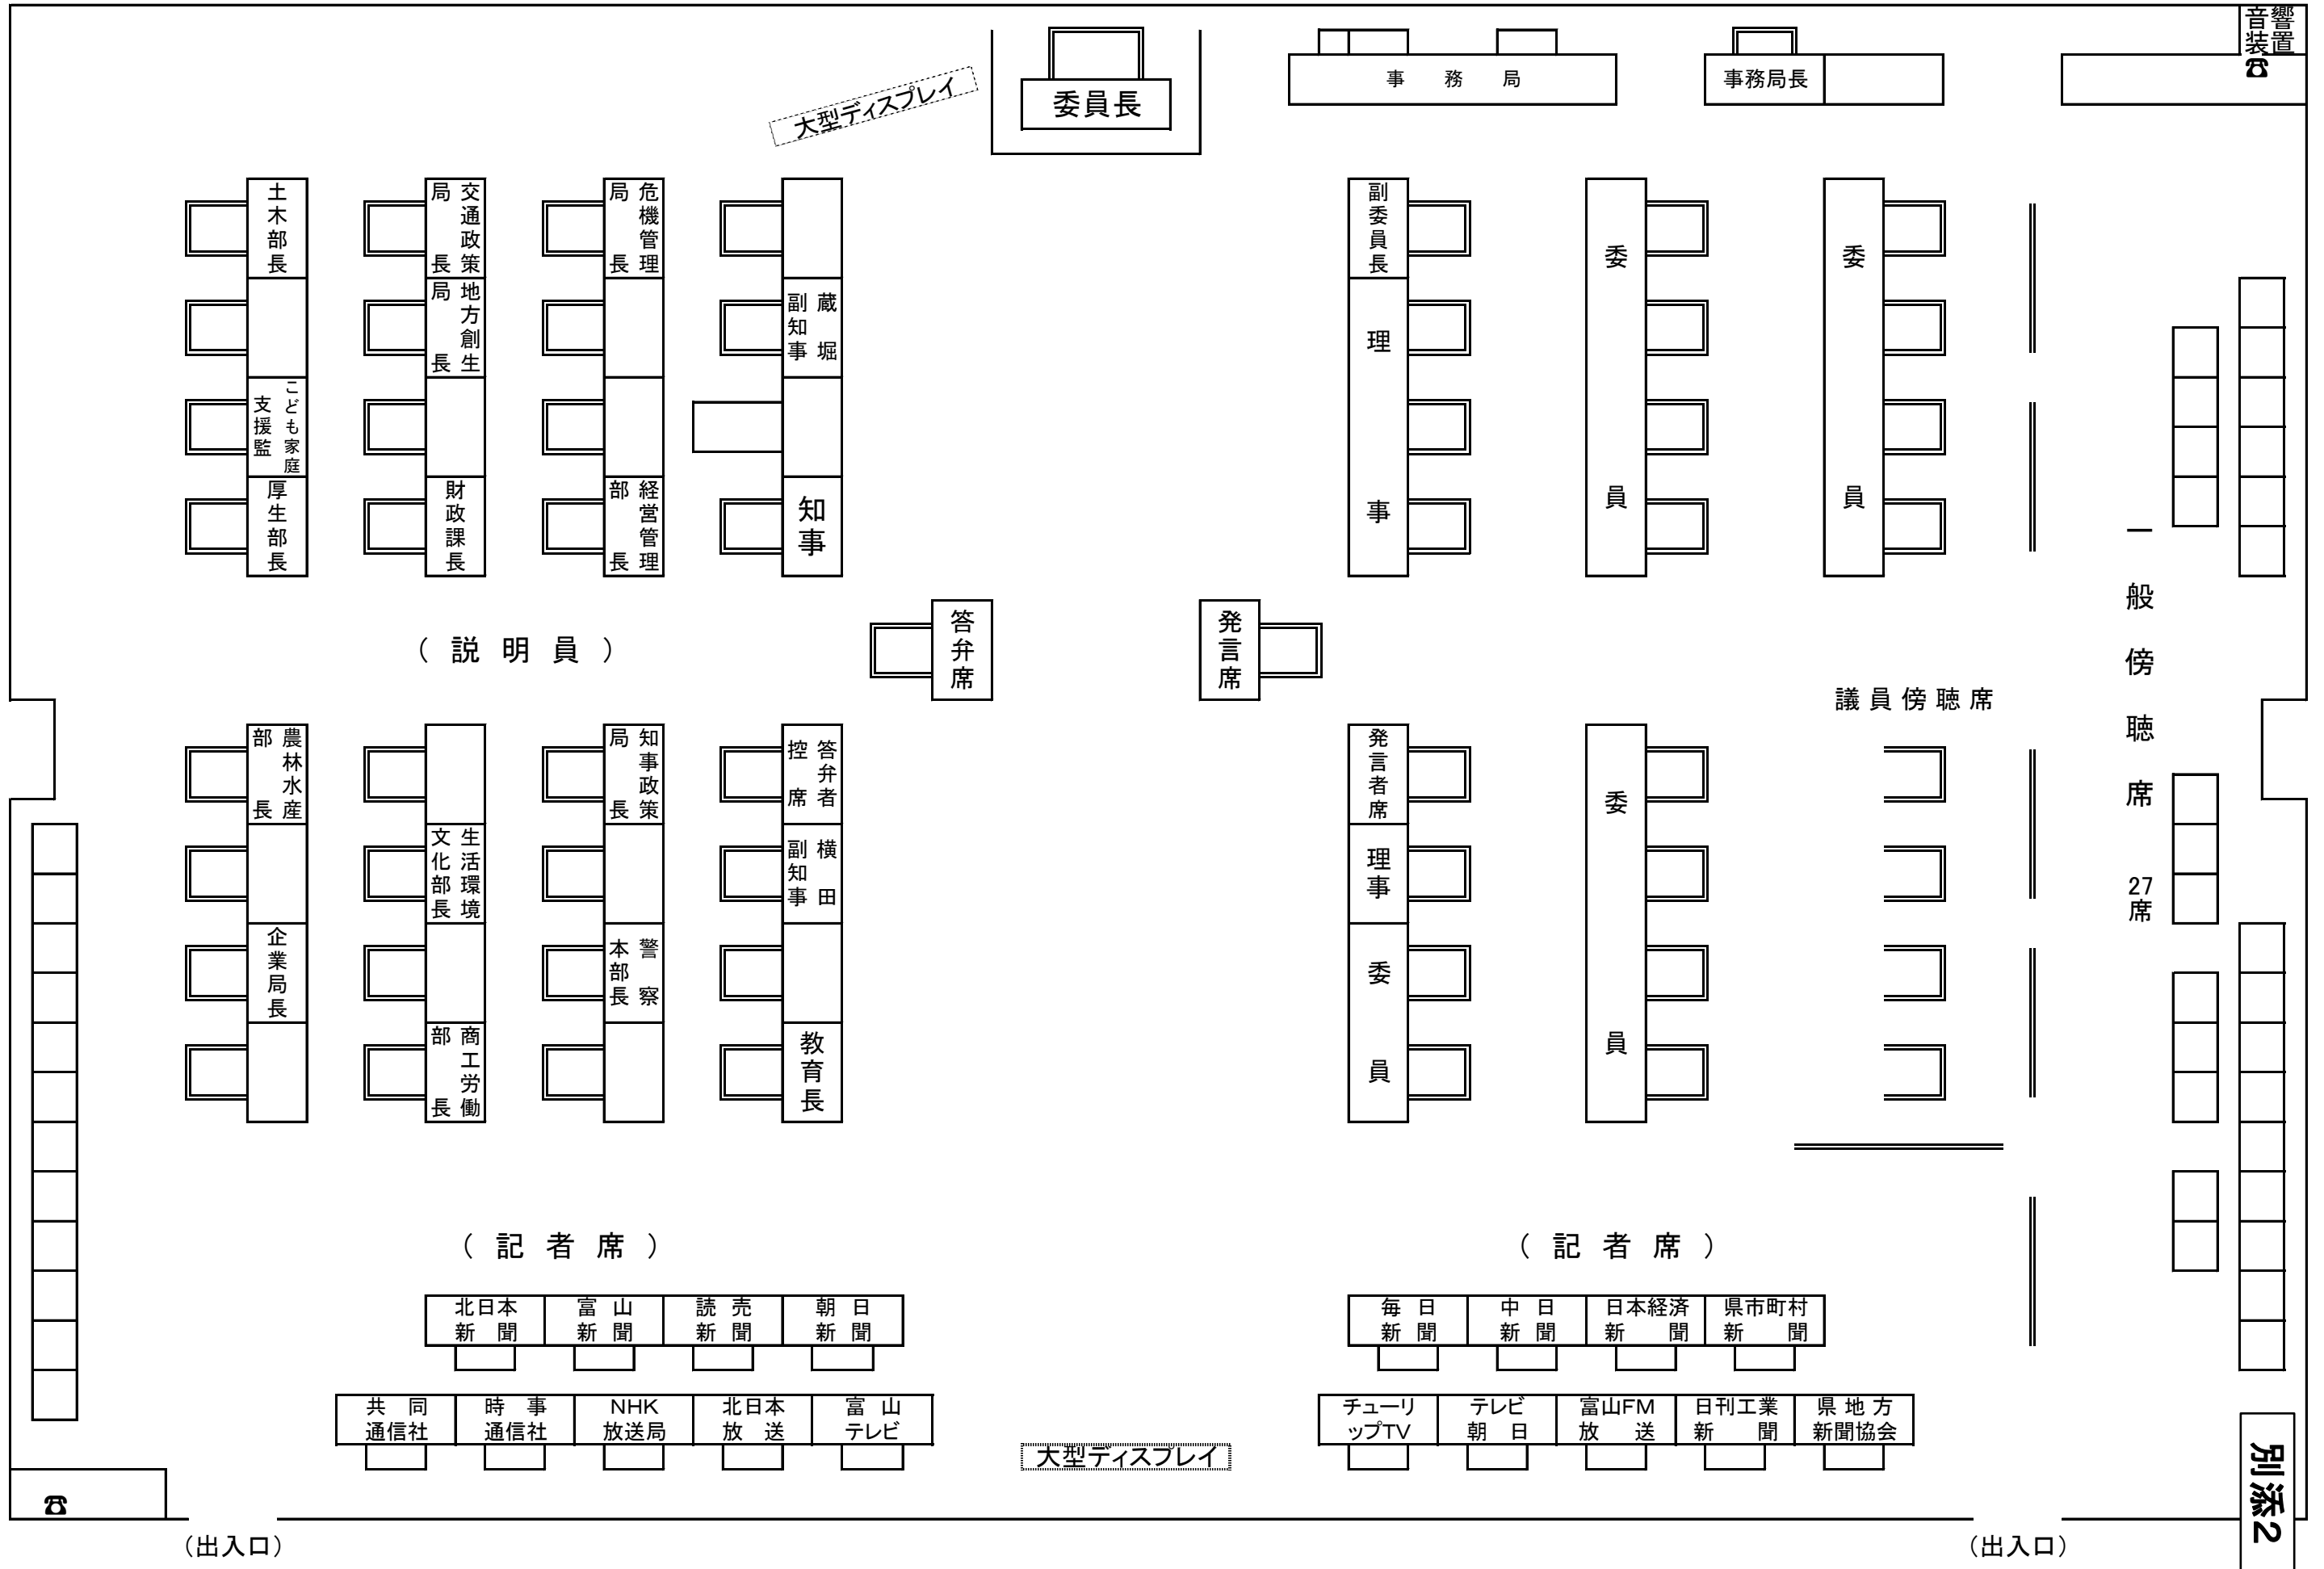 音響
装置
☎
委員長
事務局
事務局長
大型ディスプレイ
土木部長
交通政策
局長
危機管理
局長
副委員長
委員
委員
地方創生
局長
蔵堀
副知事
理事
こども家庭
支援監
厚生部長
財政課長
経営管理
部長
知事
(説明員)
答弁席
発言席
議員傍聴席
一般傍聴席 27席
農林水産
部長
知事政策
局長
答弁者
控席
発言者席
委員
生活環境
文化部長
横田
副知事
理事
企業局長
警察
本部長
委員
商工労働
部長
教育長
(記者席)
(記者席)
北日本
新聞
富山
新聞
読売
新聞
朝日
新聞
毎日
新聞
中日
新聞
日本経済
新聞
県市町村
新聞
共同
通信社
時事
通信社
NHK
放送局
北日本
放送
富山
テレビ
チューリ
ップTV
テレビ
朝日
富山FM
放送
日刊工業
新聞
県地方
新聞協会
大型ディスプレイ
別添2
☎
(出入口)
(出入口)